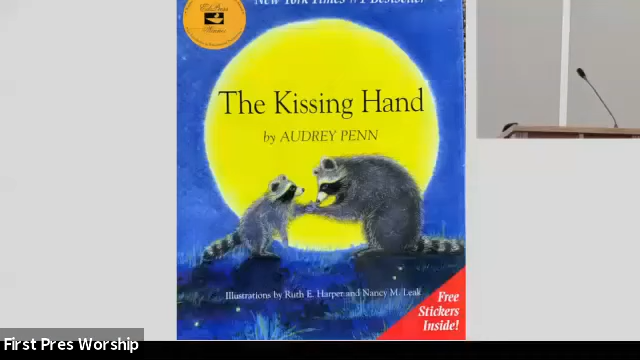 New York Times #1 Bestseller
The Kissing Hand
by AUDREY PENN
Illustrations by Ruth E. Harper and Nancy M. Leak
Free
Stickers
Inside!
First Pres Worship